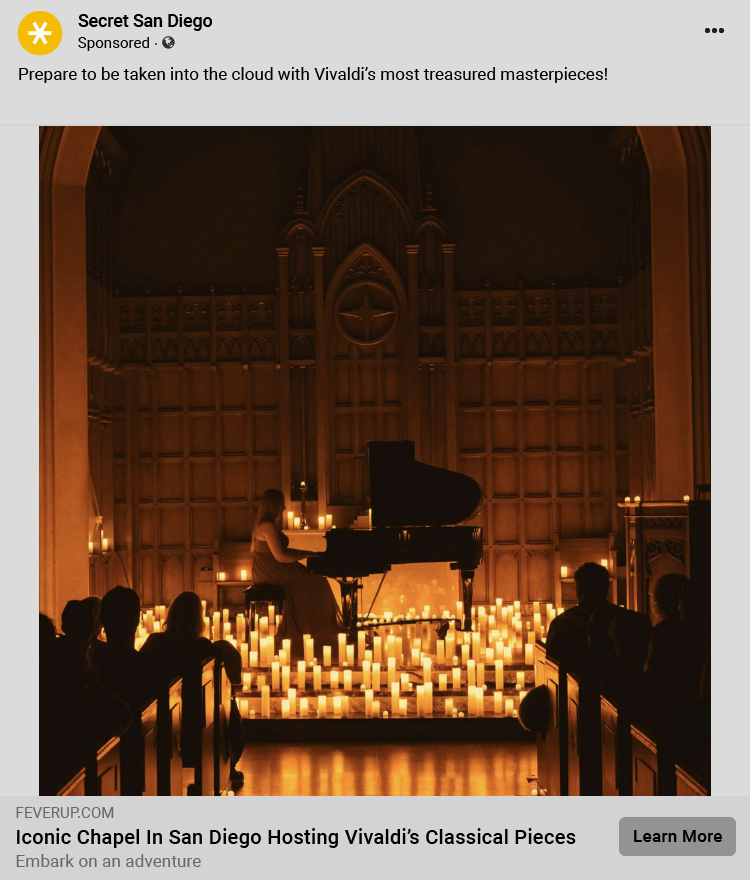 Secret San Diego
Sponsored ·
Prepare to be taken into the cloud with Vivaldi’s most treasured masterpieces!
FEVERUP.COM
Iconic Chapel In San Diego Hosting Vivaldi’s Classical Pieces
Learn More
Embark on an adventure